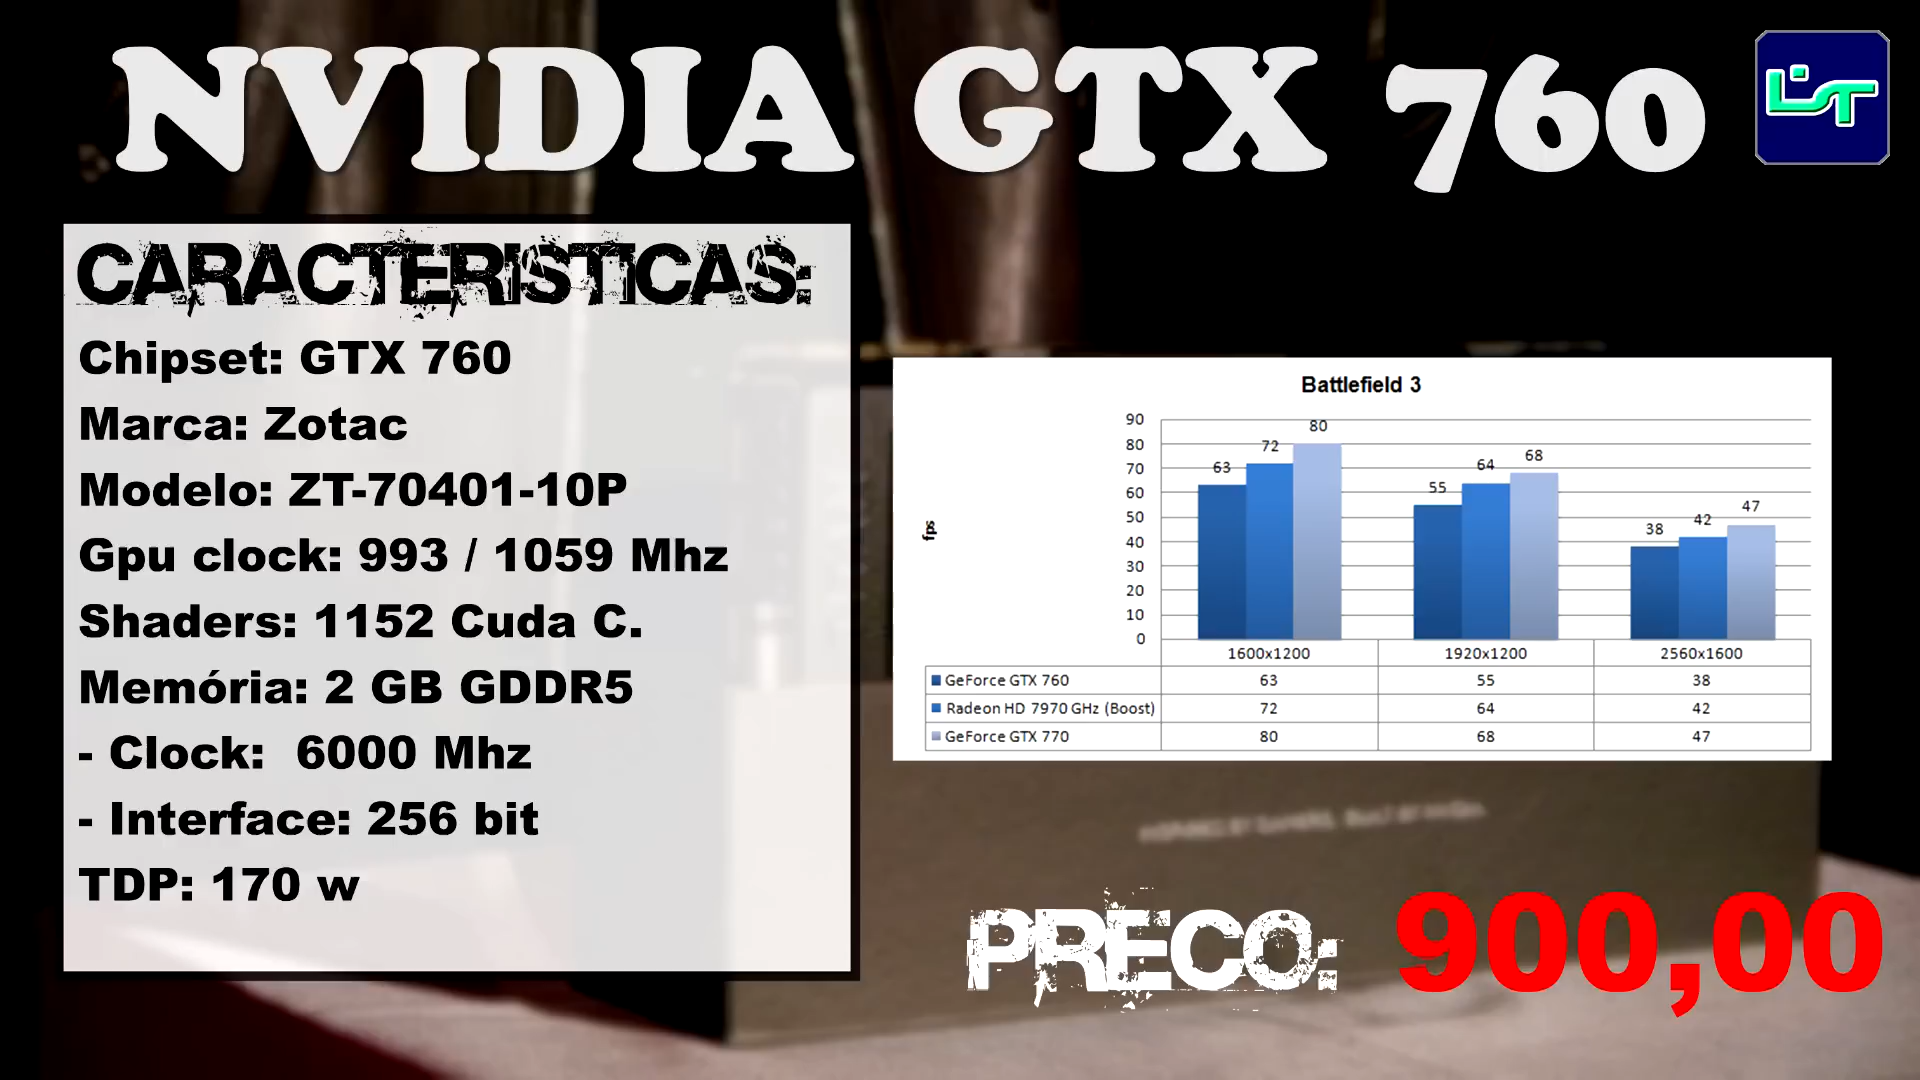 NVIDIA GTX 760
LIST
CARACTERISTICAS:
Chipset: GTX 760
Marca: Zotac
Modelo: ZT-70401-10P
Gpu clock: 993 / 1059 Mhz
Shaders: 1152 Cuda C.
Memória: 2 GB GDDR5
- Clock: 6000 Mhz
- Interface: 256 bit
TDP: 170 w
Battlefield 3
fps
90
80
70
60
50
40
30
20
10
0
63 72 80 55 64 68 38 42 47
1600x1200 1920x1200 2560x1600
GeForce GTX 760 63 55 38
Radeon HD 7970 GHz (Boost) 72 64 42
GeForce GTX 770 80 68 47
PRECO: 900,00